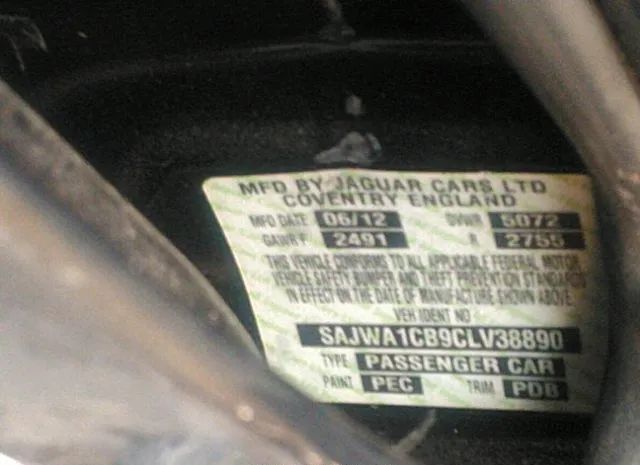 MFD BY JAGUAR CARS LTD
COVENTRY ENGLAND
MFD DATE 06/12 GVWR 5072
GAWR F 2491 R 2755
THIS VEHICLE CONFORMS TO ALL APPLICABLE FEDERAL MOTOR
VEHICLE SAFETY BUMPER AND THEFT PREVENTION STANDARDS
IN EFFECT ON THE DATE OF MANUFACTURE SHOWN ABOVE.
VEH IDENT NO
SAJWA1CB9CLV38890
TYPE PASSENGER CAR
PAINT PEC TRIM PDB